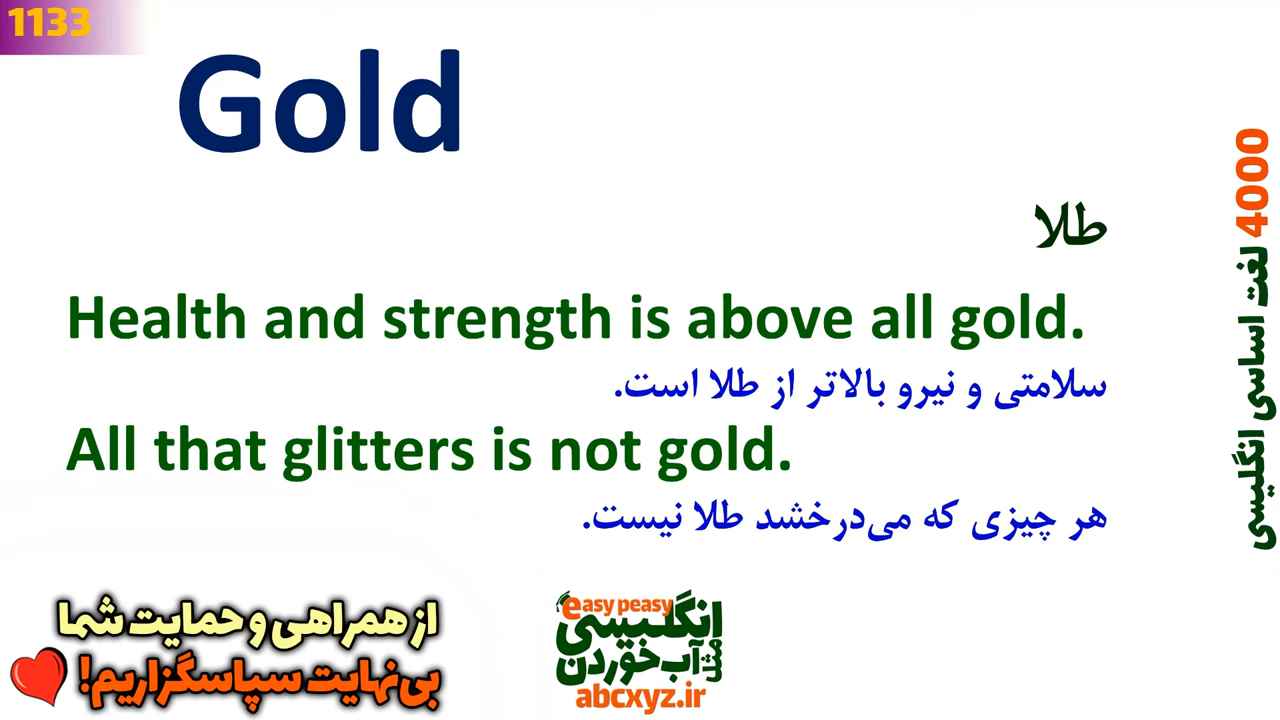 1133
Gold
طلا
Health and strength is above all gold.
سلامتی و نیرو بالاتر از طلا است.
All that glitters is not gold.
هر چیزی که می‌درخشد طلا نیست.
4000 لغت اساسی انگلیسی
از همراهی و حمایت شما
بی‌نهایت سپاسگزاریم!
easy peasy
انگلیسی
مثل آب خوردن
abcxyz.ir